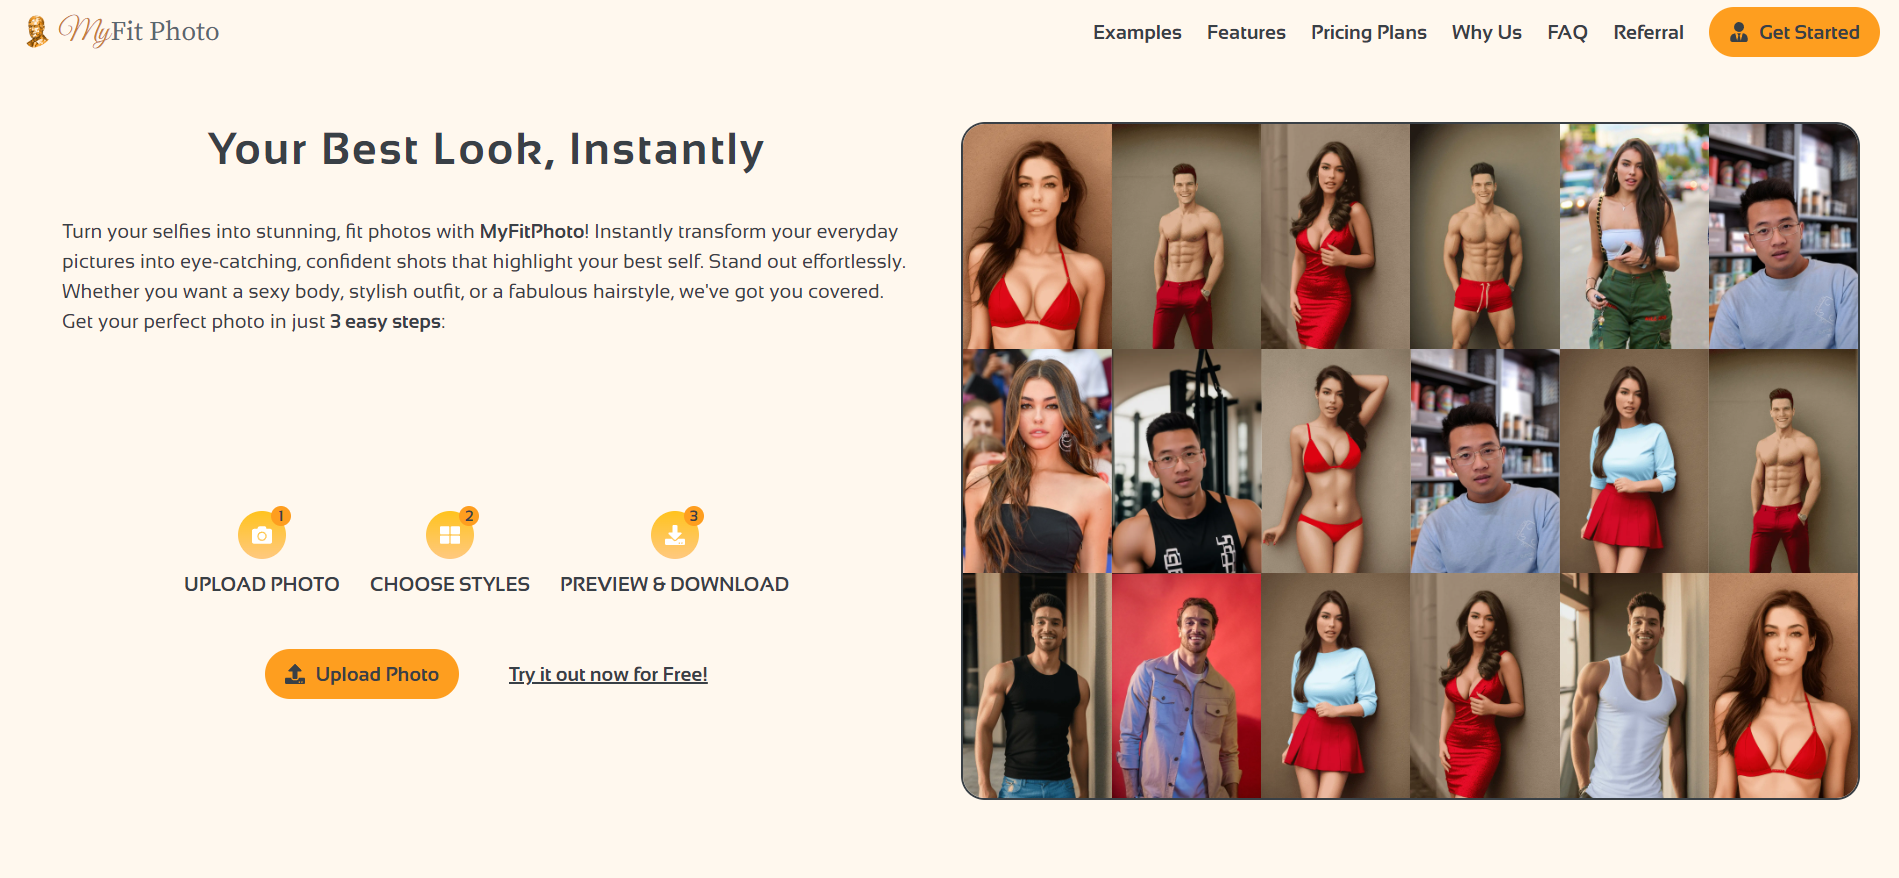 MyFit Photo
Examples
Features
Pricing Plans
Why Us
FAQ
Referral
Get Started
Your Best Look, Instantly
Turn your selfies into stunning, fit photos with MyFitPhoto! Instantly transform your everyday
pictures into eye-catching, confident shots that highlight your best self. Stand out effortlessly.
Whether you want a sexy body, stylish outfit, or a fabulous hairstyle, we've got you covered.
Get your perfect photo in just 3 easy steps:
1
2
3
UPLOAD PHOTO
CHOOSE STYLES
PREVIEW & DOWNLOAD
Upload Photo
Try it out now for Free!